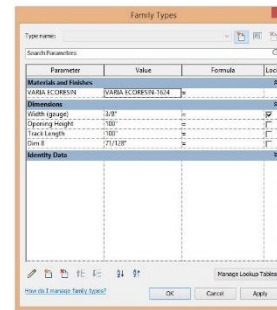 Family Types
Type name:
Search Parameters
Parameter Value Formula Lock
Materials and Finishes
VARIA ECORESIN VARIA ECORESIN-1624 =
Dimensions
Width (gauge) 3/8" =
Opening Height 100" =
Track Length 100" =
Dim 8 71/128" =
Identity Data
Manage Lookup Tables
How do I manage family types?
OK Cancel Apply